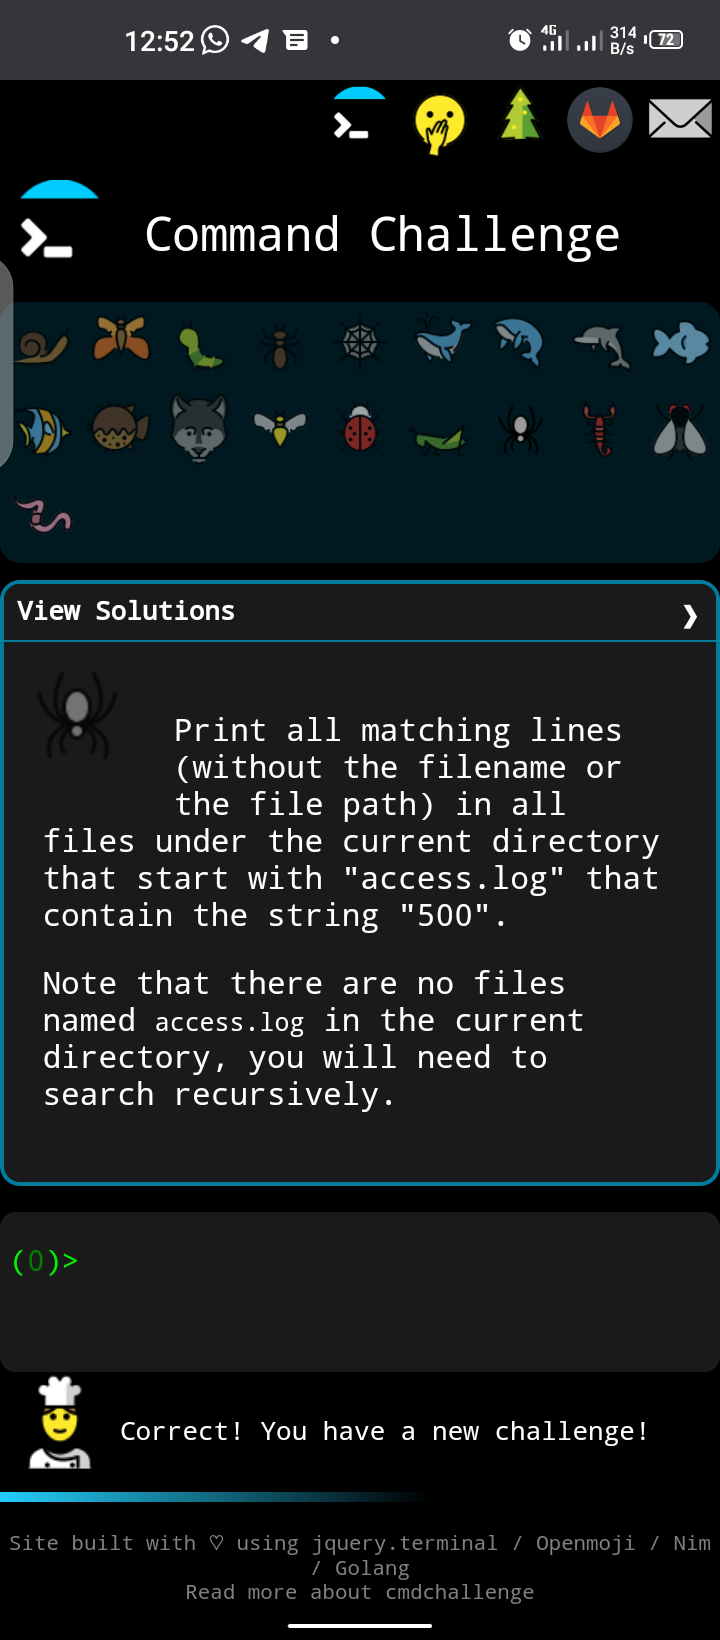 12:52
4G
314
B/s
72
Command Challenge
View Solutions ❯
Print all matching lines
(without the filename or
the file path) in all
files under the current directory
that start with "access.log" that
contain the string "500".
Note that there are no files
named access.log in the current
directory, you will need to
search recursively.
(0)>
Correct! You have a new challenge!
Site built with ♡ using jquery.terminal / Openmoji / Nim
/ Golang
Read more about cmdchallenge